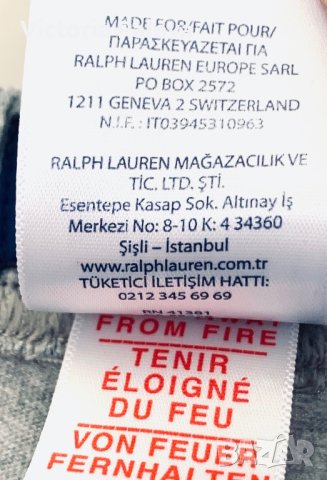 MADE FOR/FAIT POUR/
ΠΑΡΑΣΚΕΥΑΖΕΤΑΙ ΓΙΑ
RALPH LAUREN EUROPE SARL
PO BOX 2572
1211 GENEVA 2 SWITZERLAND
N.I.F. : IT03945310963
RALPH LAUREN MAĞAZACILIK VE
TİC. LTD. ŞTİ.
Esentepe Kasap Sok. Altınay İş
Merkezi No: 8-10 K: 4 34360
Şişli - İstanbul
www.ralphlauren.com.tr
TÜKETİCİ İLETİŞİM HATTI:
0212 345 69 69
RN 41381
FROM FIRE
TENIR
ÉLOIGNÉ
DU FEU
VON FEUER
FERNHALTEN
BAZAR